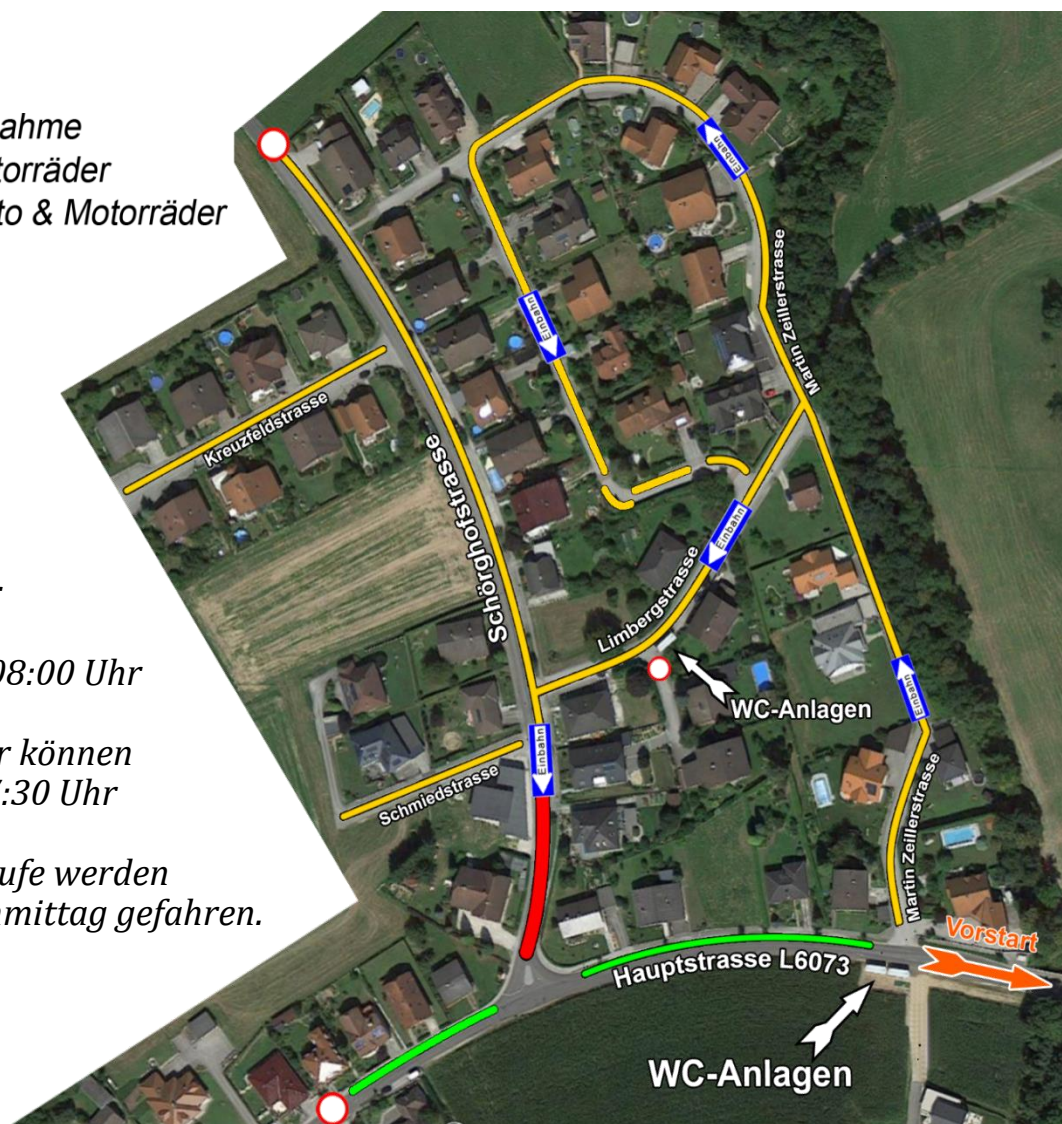 ahme
torräder
to & Motorräder
08:00 Uhr
r können
:30 Uhr
ufe werden
hmittag gefahren.
Einbahn
Einbahn
Martin Zeillerstrasse
Kreuzfeldstrasse
Schörghofstrasse
Einbahn
Limbergstrasse
WC-Anlagen
Einbahn
Einbahn
Schmiedstrasse
Martin Zeillerstrasse
Vorstart
Hauptstrasse L6073
WC-Anlagen